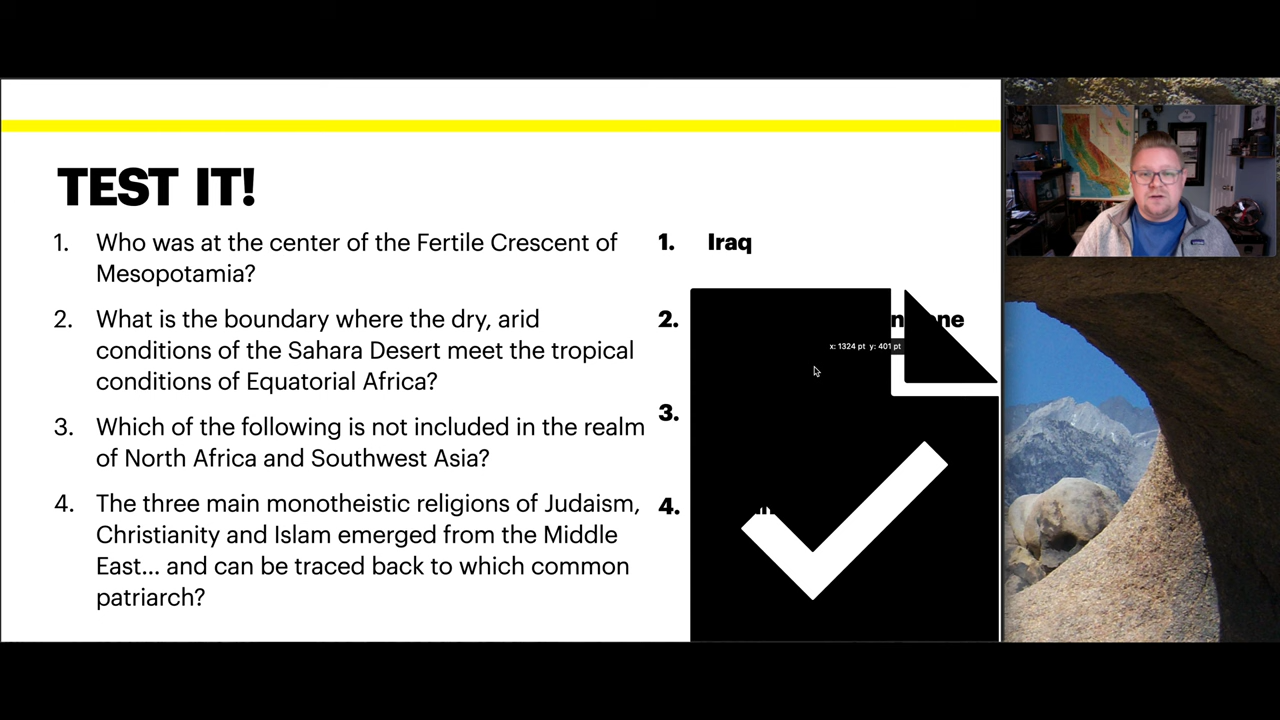 TEST IT!
1. Who was at the center of the Fertile Crescent of
Mesopotamia?
2. What is the boundary where the dry, arid
conditions of the Sahara Desert meet the tropical
conditions of Equatorial Africa?
3. Which of the following is not included in the realm
of North Africa and Southwest Asia?
4. The three main monotheistic religions of Judaism,
Christianity and Islam emerged from the Middle
East... and can be traced back to which common
patriarch?
1. Iraq
2.
x: 1324 pt y: 401 pt
3.
4.